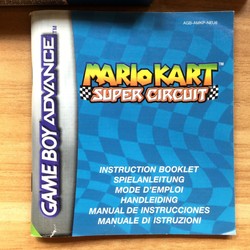 AGB-AMKP-NEU6
GAME BOY ADVANCE
MARIO KART
SUPER CIRCUIT
INSTRUCTION BOOKLET
SPIELANLEITUNG
MODE D'EMPLOI
HANDLEIDING
MANUAL DE INSTRUCCIONES
MANUALE DI ISTRUZIONI